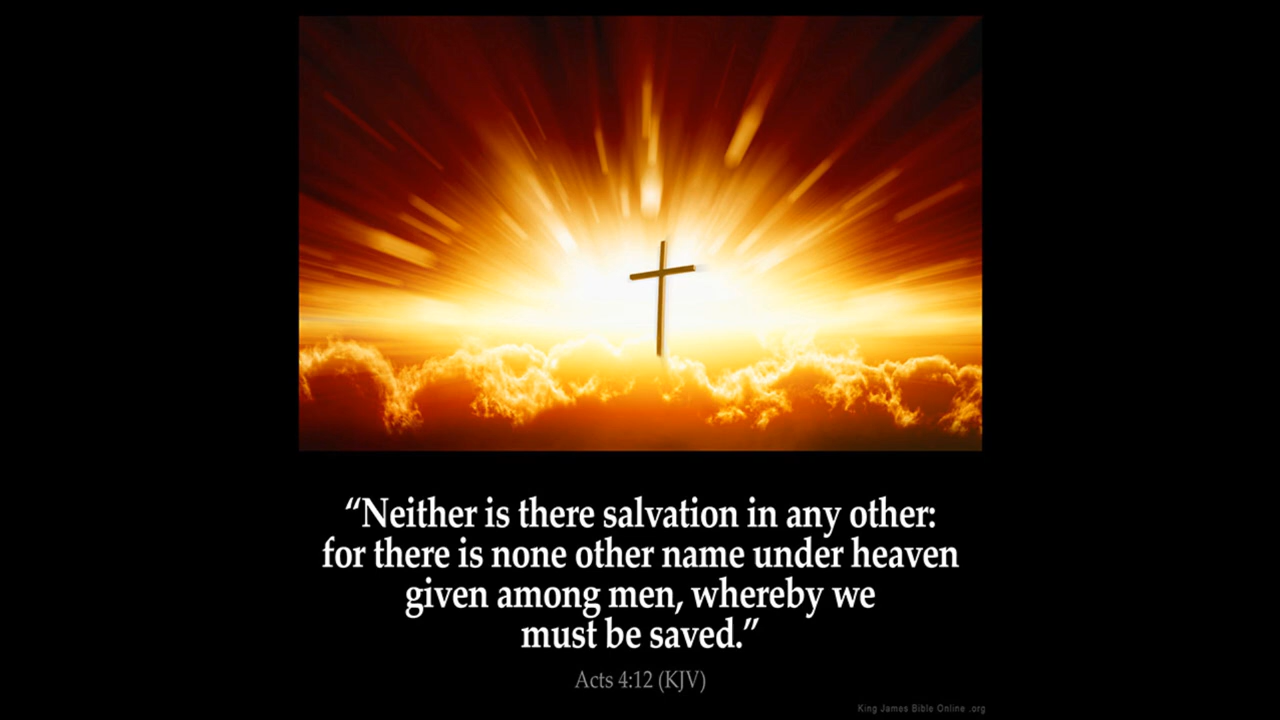 “Neither is there salvation in any other:
for there is none other name under heaven
given among men, whereby we
must be saved.”
Acts 4:12 (KJV)
King James Bible Online .org